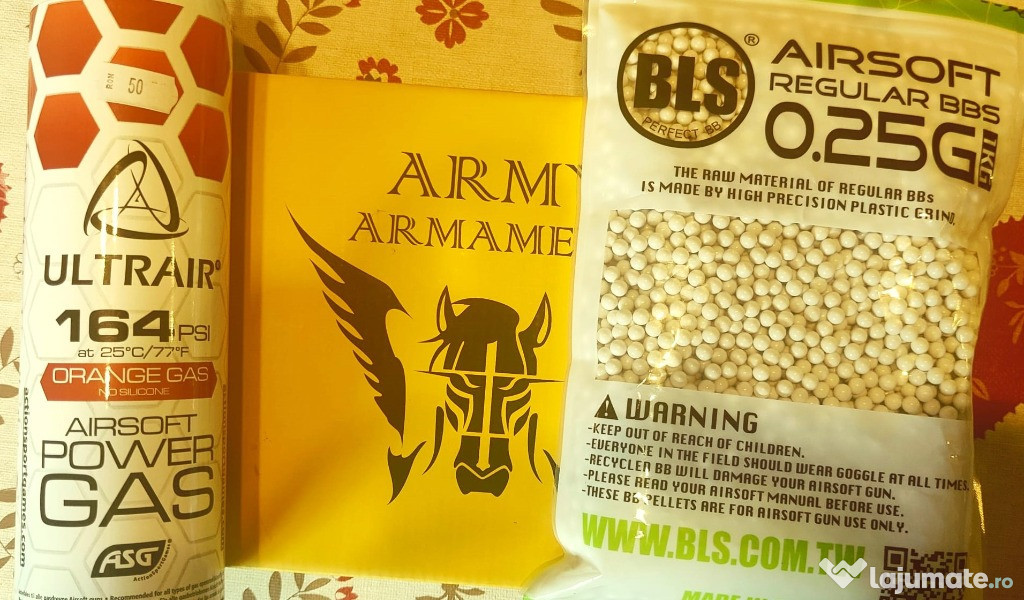 ROM
50
ULTRAIR®
164 PSI
at 25°C/77°F
ORANGE GAS
NO SILICONE
AIRSOFT
POWER
GAS
ASG
ActionSportGames
actionsportgames.com
ARMY
ARMAME
BLS®
PERFECT BB
AIRSOFT
REGULAR BBS
0.25G
1KG
THE RAW MATERIAL OF REGULAR BBs
IS MADE BY HIGH PRECISION PLASTIC GRIND,
WARNING
-KEEP OUT OF REACH OF CHILDREN.
-EVERYONE IN THE FIELD SHOULD WEAR GOGGLE AT ALL TIMES.
-RECYCLED BB WILL DAMAGE YOUR AIRSOFT GUN.
-PLEASE READ YOUR AIRSOFT MANUAL BEFORE USE.
-THESE BB PELLETS ARE FOR AIRSOFT GUN USE ONLY.
WWW.BLS.COM.TW
MADE IN
lajumate.ro